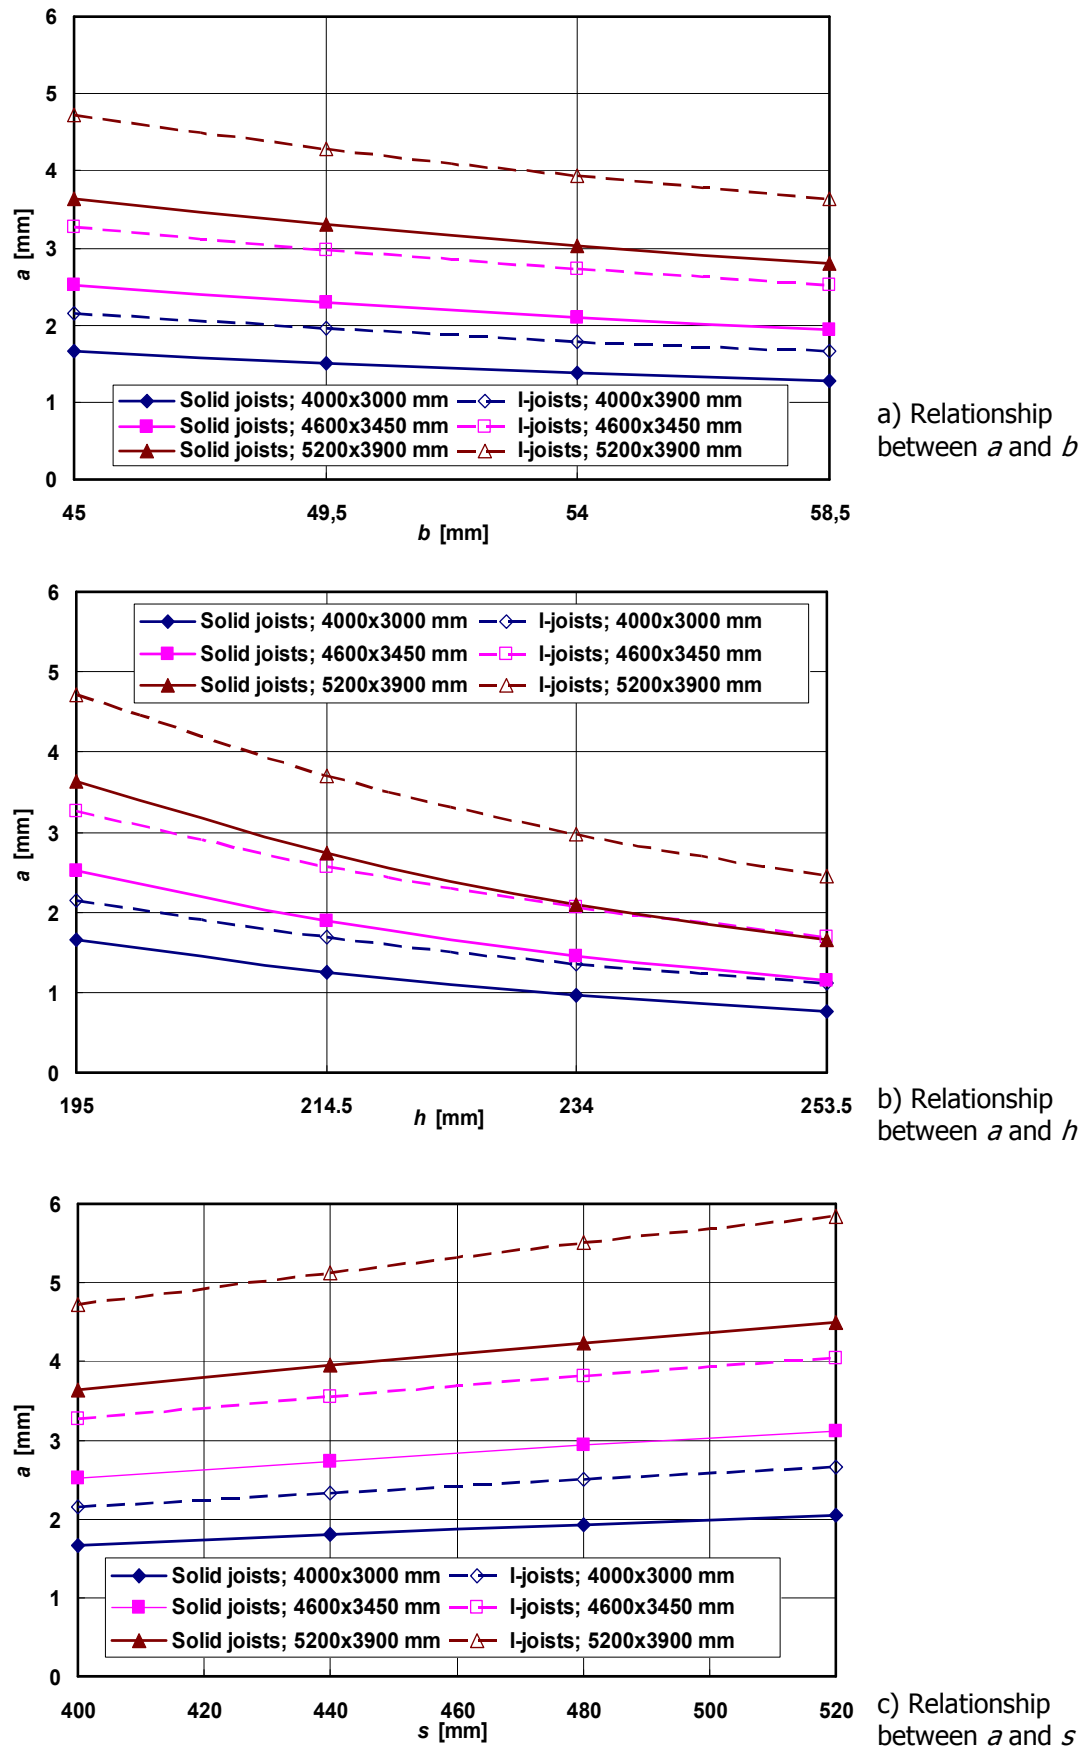 6
5
4
3
2
1
0
a [mm]
Solid joists; 4000x3000 mm
I-joists; 4000x3900 mm
Solid joists; 4600x3450 mm
I-joists; 4600x3450 mm
Solid joists; 5200x3900 mm
I-joists; 5200x3900 mm
45
49,5
54
58,5
b [mm]
a) Relationship
between a and b
6
5
4
3
2
1
0
a [mm]
Solid joists; 4000x3000 mm
I-joists; 4000x3000 mm
Solid joists; 4600x3450 mm
I-joists; 4600x3450 mm
Solid joists; 5200x3900 mm
I-joists; 5200x3900 mm
195
214.5
234
253.5
h [mm]
b) Relationship
between a and h
6
5
4
3
2
1
0
a [mm]
Solid joists; 4000x3000 mm
I-joists; 4000x3000 mm
Solid joists; 4600x3450 mm
I-joists; 4600x3450 mm
Solid joists; 5200x3900 mm
I-joists; 5200x3900 mm
400
420
440
460
480
500
520
s [mm]
c) Relationship
between a and s